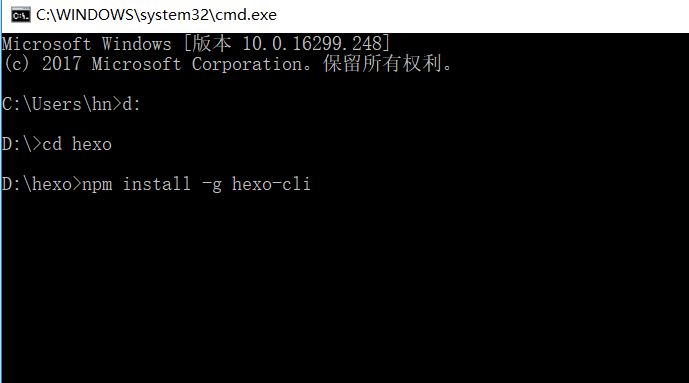 C:\WINDOWS\system32\cmd.exe
Microsoft Windows [版本 10.0.16299.248]
(c) 2017 Microsoft Corporation。保留所有权利。
C:\Users\hn>d:
D:\>cd hexo
D:\hexo>npm install -g hexo-cli